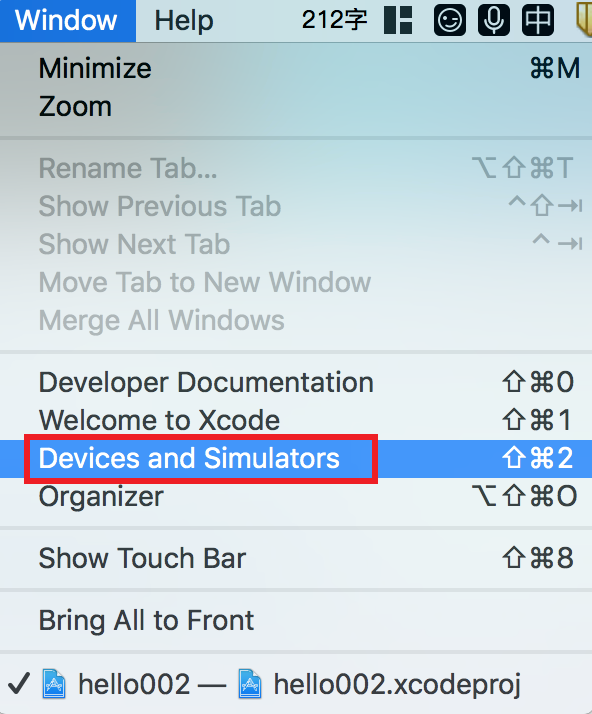 Window Help 212字 中
Minimize ⌘M
Zoom
Rename Tab... ⌥⇧⌘T
Show Previous Tab ^⇧⇥
Show Next Tab ^⇥
Move Tab to New Window
Merge All Windows
Developer Documentation ⇧⌘0
Welcome to Xcode ⇧⌘1
Devices and Simulators ⇧⌘2
Organizer ⌥⇧⌘O
Show Touch Bar ⇧⌘8
Bring All to Front
✓ hello002 — hello002.xcodeproj